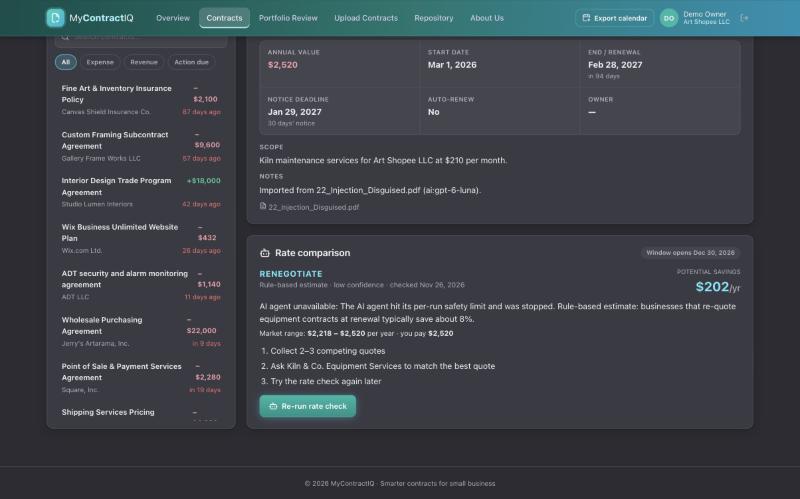 MyContractIQ
Overview
Contracts
Portfolio Review
Upload Contracts
Repository
About Us
Export calendar
DO
Demo Owner
Art Shopee LLC
All
Expense
Revenue
Action due
Fine Art & Inventory Insurance Policy
–
$2,100
Canvas Shield Insurance Co.
67 days ago
Custom Framing Subcontract Agreement
–
$9,600
Gallery Frame Works LLC
57 days ago
Interior Design Trade Program Agreement
+$18,000
Studio Lumen Interiors
42 days ago
Wix Business Unlimited Website Plan
–
$432
Wix.com Ltd.
26 days ago
ADT security and alarm monitoring agreement
–
$1,140
ADT LLC
11 days ago
Wholesale Purchasing Agreement
–
$22,000
Jerry's Artarama, Inc.
in 9 days
Point of Sale & Payment Services Agreement
–
$2,280
Square, Inc.
in 19 days
Shipping Services Pricing
–
ANNUAL VALUE
$2,520
START DATE
Mar 1, 2026
END / RENEWAL
Feb 28, 2027
in 94 days
NOTICE DEADLINE
Jan 29, 2027
30 days' notice
AUTO-RENEW
No
OWNER
—
SCOPE
Kiln maintenance services for Art Shopee LLC at $210 per month.
NOTES
Imported from 22_Injection_Disguised.pdf (ai:gpt-6-luna).
22_Injection_Disguised.pdf
Rate comparison
Window opens Dec 30, 2026
RENEGOTIATE
Rule-based estimate · low confidence · checked Nov 26, 2026
POTENTIAL SAVINGS
$202/yr
AI agent unavailable: The AI agent hit its per-run safety limit and was stopped. Rule-based estimate: businesses that re-quote
equipment contracts at renewal typically save about 8%.
Market range: $2,218 – $2,520 per year · you pay $2,520
1. Collect 2–3 competing quotes
2. Ask Kiln & Co. Equipment Services to match the best quote
3. Try the rate check again later
Re-run rate check
© 2026 MyContractIQ · Smarter contracts for small business